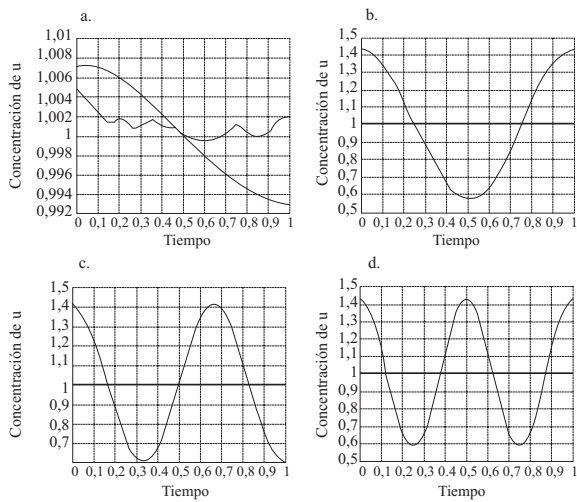 a.
Concentración de u
1,01
1,008
1,006
1,004
1,002
1
0,998
0,996
0,994
0,992
0 0,1 0,2 0,3 0.4 0,5 0,6 0,7 0,8 0,9 1
Tiempo
b.
Concentración de u
1,5
1,4
1,3
1,2
1,1
1
0,9
0,8
0,7
0,6
0,5
0 0,1 0,2 0,3 0.4 0,5 0,6 0,7 0,8 0,9 1
Tiempo
c.
Concentración de u
1,5
1,4
1,3
1,2
1,1
1
0,9
0,8
0,7
0 0,1 0,2 0,3 0.4 0,5 0,6 0,7 0,8 0,9 1
Tiempo
d.
Concentración de u
1,5
1,4
1,3
1,2
1,1
1
0,9
0,8
0,7
0,6
0,5
0 0,1 0,2 0,3 0.4 0,5 0,6 0,7 0,8 0,9 1
Tiempo